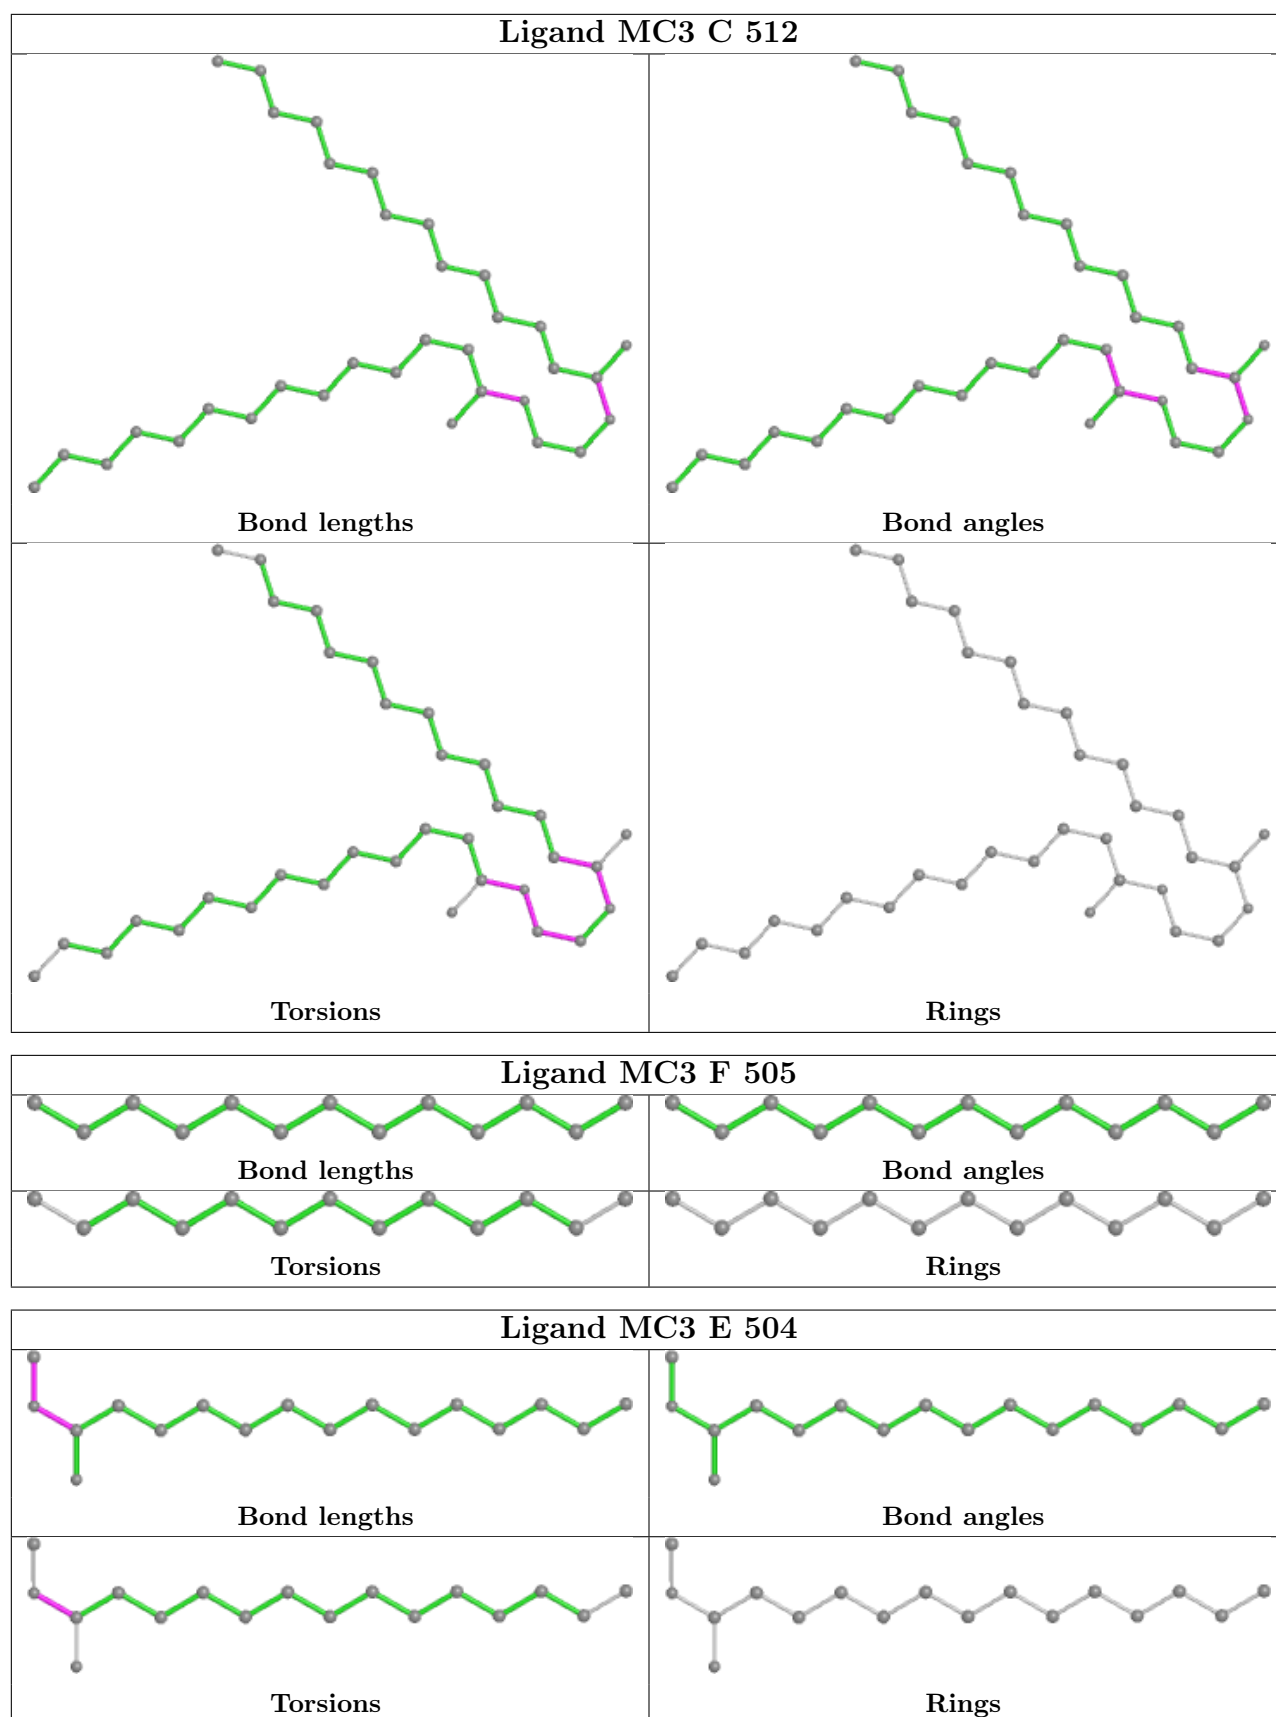 Ligand MC3 C 512
Bond lengths
Bond angles
Torsions
Rings
Ligand MC3 F 505
Bond lengths
Bond angles
Torsions
Rings
Ligand MC3 E 504
Bond lengths
Bond angles
Torsions
Rings